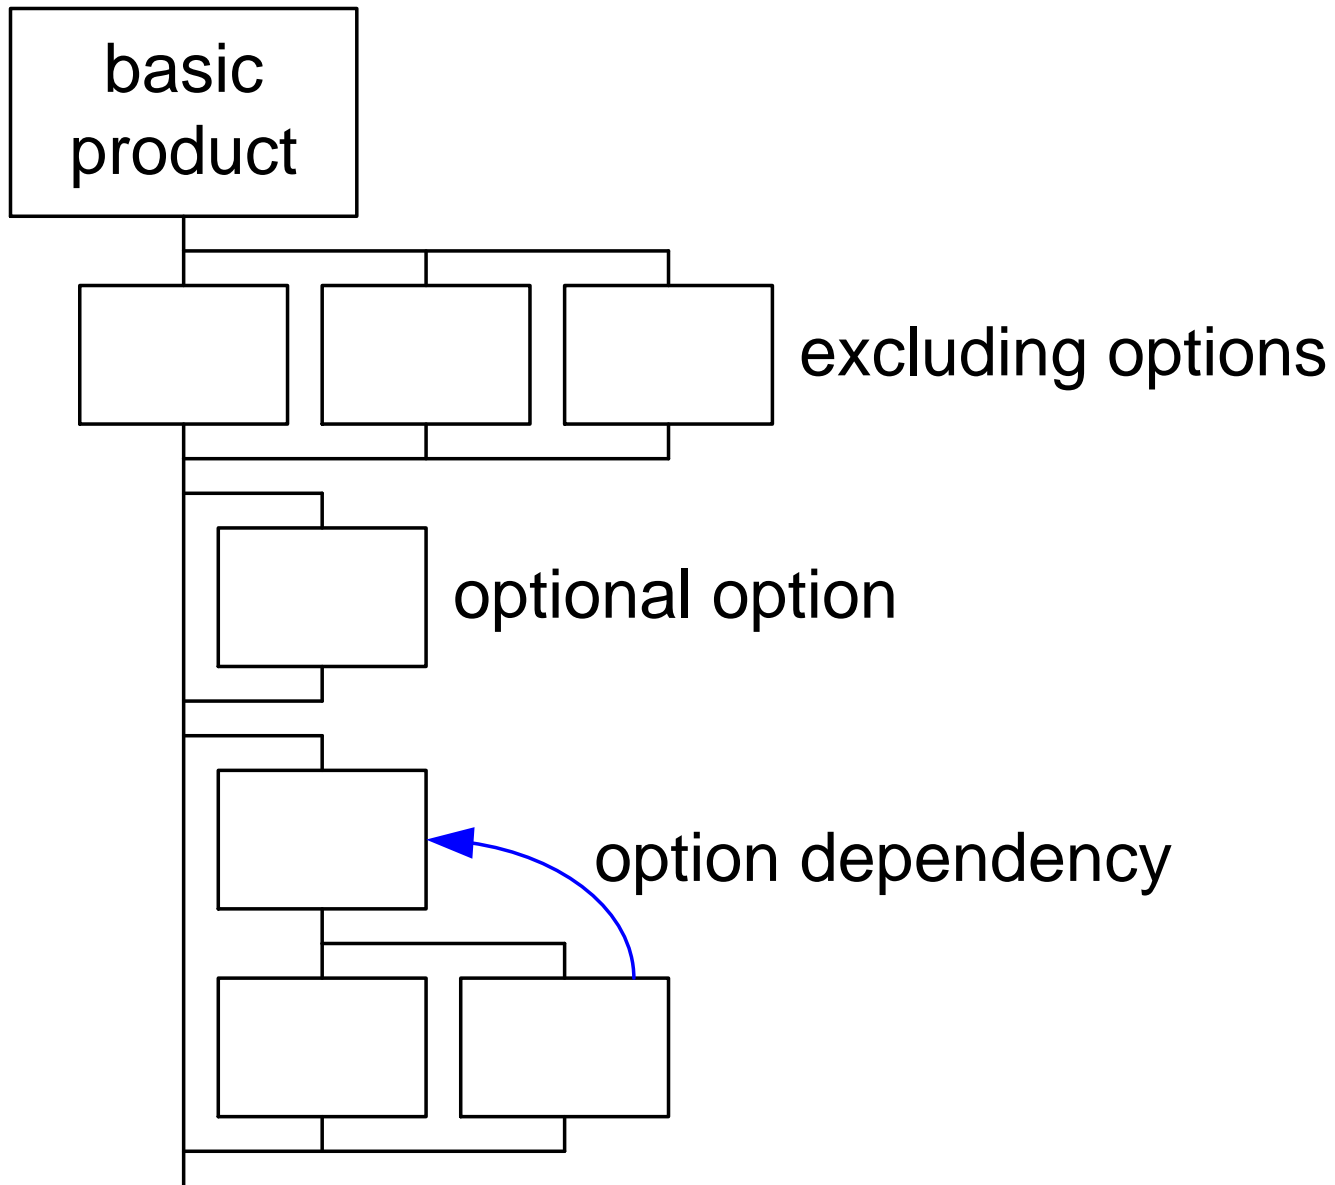 basic
product
excluding options
optional option
option dependency